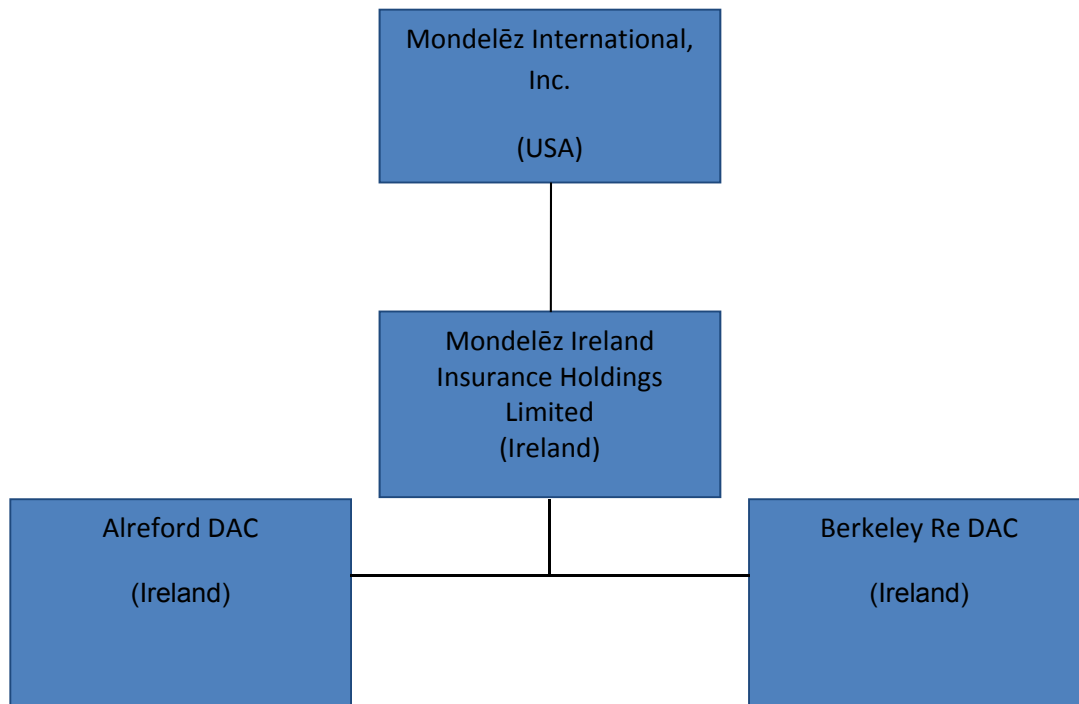 Mondelēz International,
Inc.
(USA)
Mondelēz Ireland
Insurance Holdings
Limited
(Ireland)
Alreford DAC
(Ireland)
Berkeley Re DAC
(Ireland)